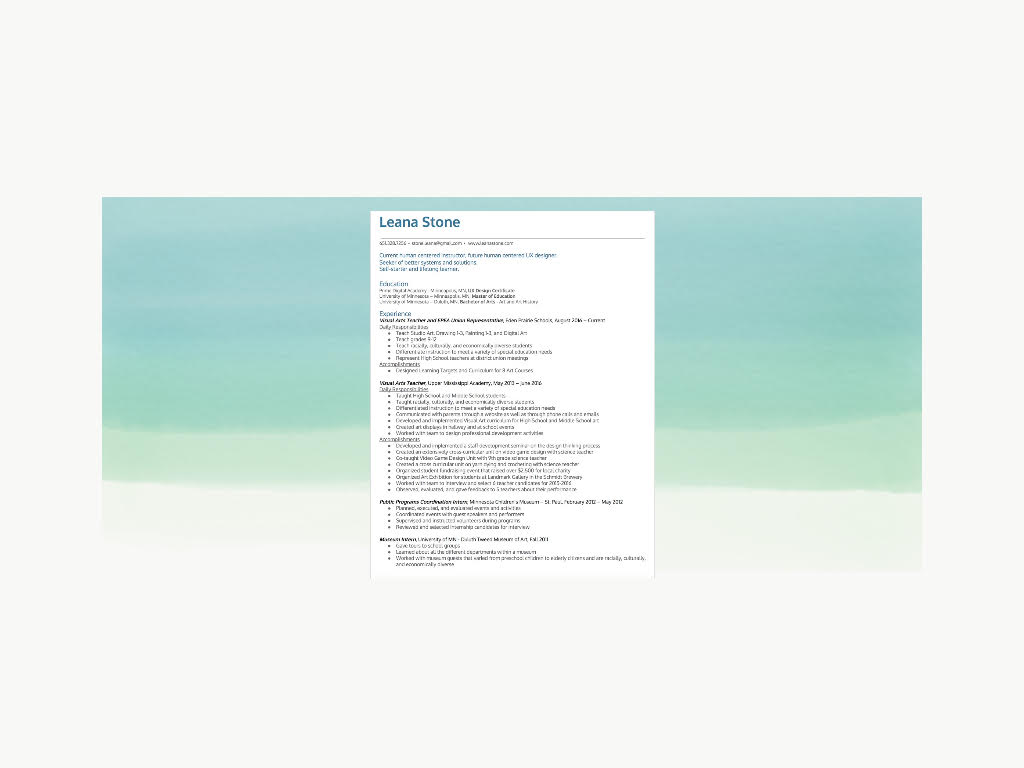 Leana Stone
651.328.7256 • stone.leana@gmail.com • www.leanastone.com
Current human centered instructor, future human centered UX designer.
Seeker of better systems and solutions.
Self-starter and lifelong learner.
Education
Prime Digital Academy - Minneapolis, MN, UX Design Certificate
University of Minnesota – Minneapolis, MN, Master of Education
University of Minnesota – Duluth, MN, Bachelor of Arts - Art and Art History
Experience
Visual Arts Teacher and EPEA Union Representative, Eden Prairie Schools, August 2016 – Current
Daily Responsibilities
● Teach Studio Art, Drawing 1-3, Painting 1-3, and Digital Art
● Teach grades 9-12
● Teach racially, culturally, and economically diverse students
● Differentiate instruction to meet a variety of special education needs
● Represent High School teachers at district union meetings
Accomplishments
● Designed Learning Targets and Curriculum for 8 Art Courses
Visual Arts Teacher, Upper Mississippi Academy, May 2013 – June 2016
Daily Responsibilities
● Taught High School and Middle School students
● Taught racially, culturally, and economically diverse students
● Differentiated instruction to meet a variety of special education needs
● Communicated with parents through a website as well as through phone calls and emails
● Developed and implemented Visual Art curriculum for High School and Middle School art
● Created art displays in hallway and at school events
● Worked with team to design professional development activities
Accomplishments
● Developed and implemented a staff development seminar on the design thinking process
● Created an extensively cross-curricular unit on video game design with science teacher
● Co-taught Video Game Design Unit with 9th grade science teacher
● Created a cross curricular unit on yarn dying and crocheting with science teacher
● Organized student fundraising event that raised over $2,500 for local charity
● Organized Art Exhibition for students at Landmark Gallery in the Schmidt Brewery
● Worked with team to interview and select 6 teacher candidates for 2015-2016
● Observed, evaluated, and gave feedback to 5 teachers about their performance
Public Programs Coordination Intern, Minnesota Children's Museum – St. Paul, February 2012 – May 2012
● Planned, executed, and evaluated events and activities
● Coordinated events with guest speakers and performers
● Supervised and instructed volunteers during programs
● Reviewed and selected internship candidates for interview
Museum Intern, University of MN - Duluth Tweed Museum of Art, Fall 2011
● Gave tours to school groups
● Learned about all the different departments within a museum
● Worked with museum guests that varied from preschool children to elderly citizens and are racially, culturally,
and economically diverse